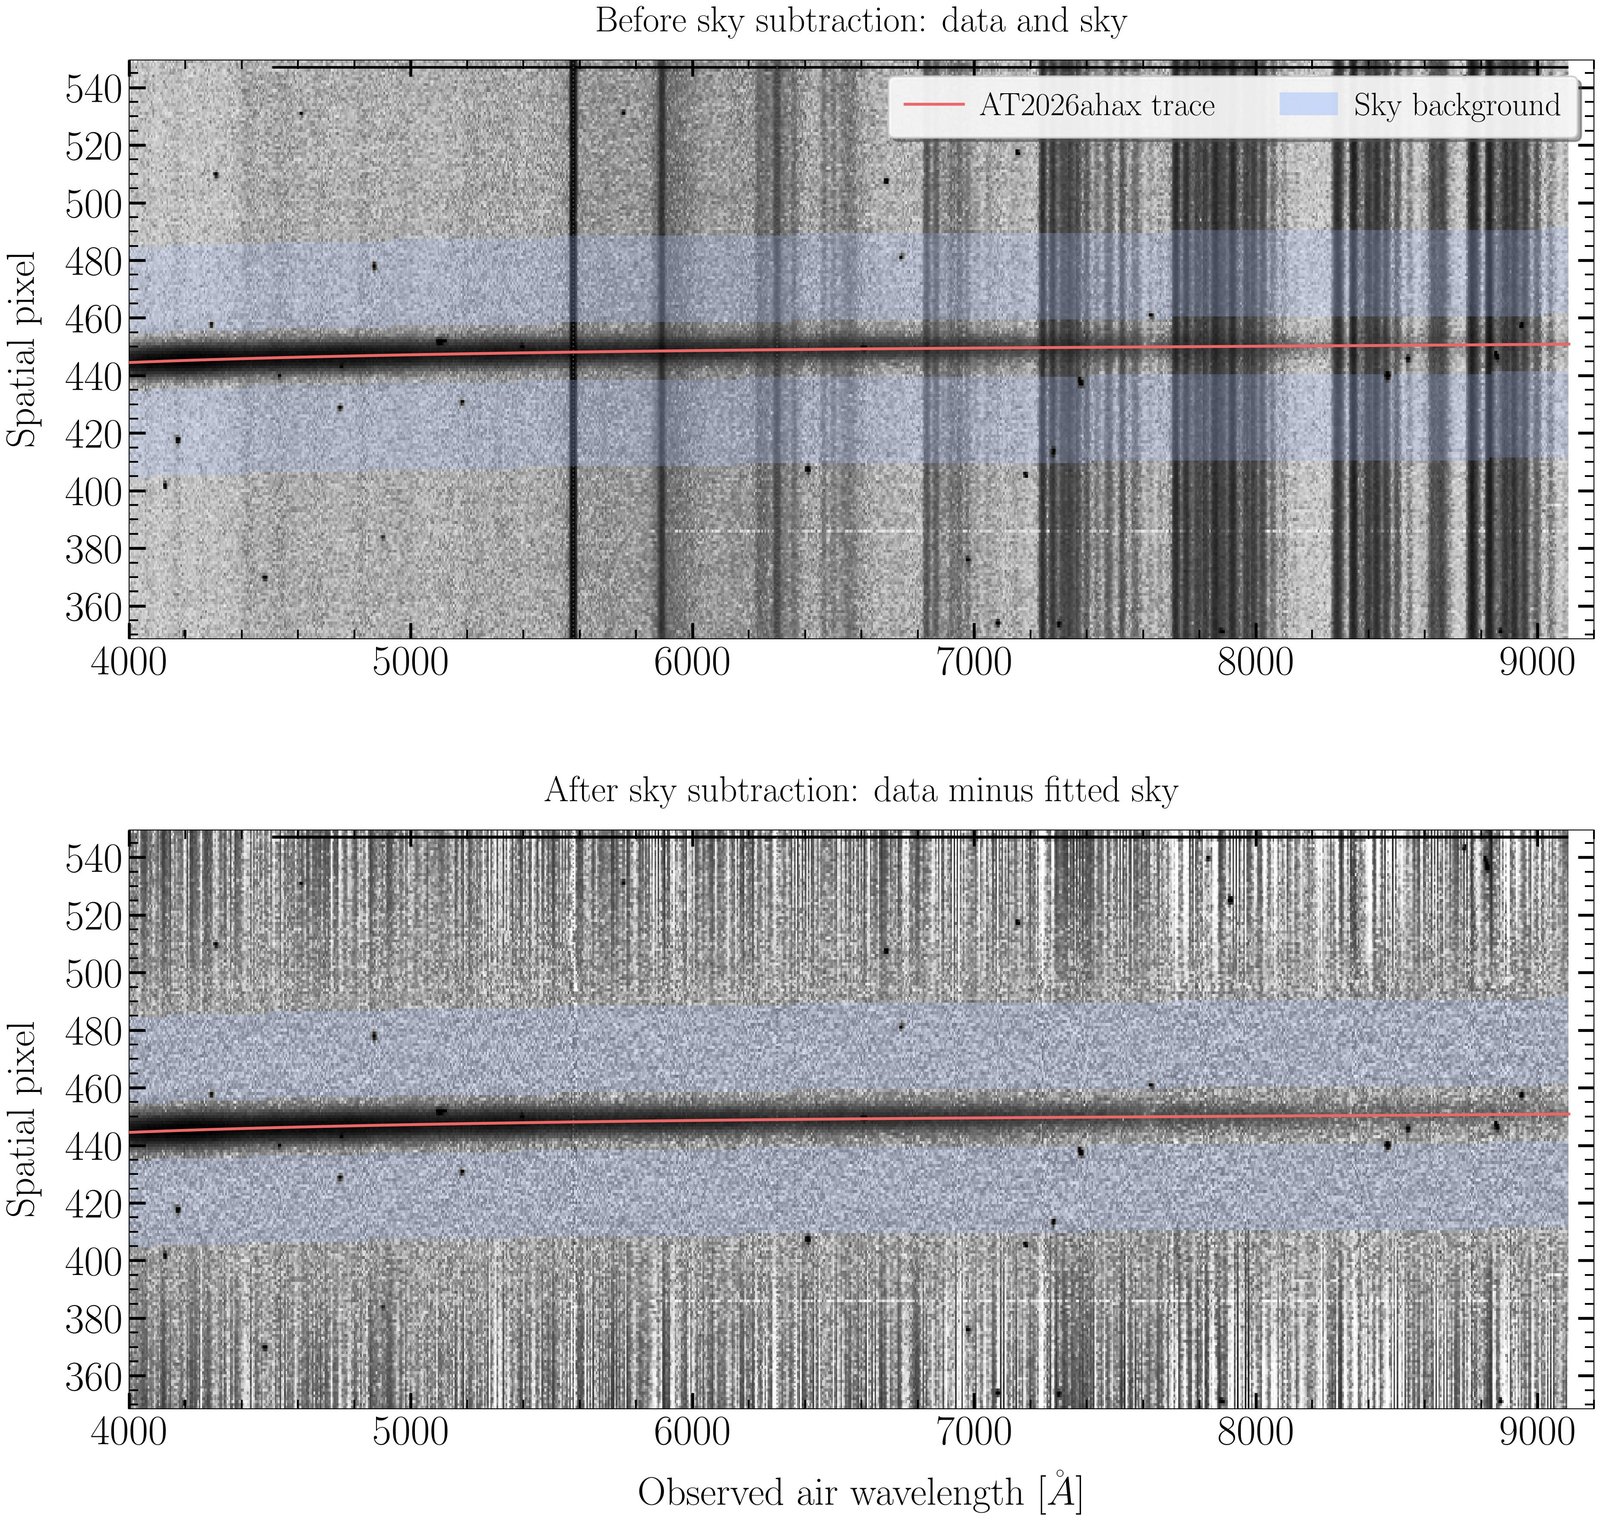 Before sky subtraction: data and sky
AT2026ahax trace
Sky background
540
520
500
480
460
440
420
400
380
360
Spatial pixel
4000 5000 6000 7000 8000 9000
After sky subtraction: data minus fitted sky
540
520
500
480
460
440
420
400
380
360
Spatial pixel
4000 5000 6000 7000 8000 9000
Observed air wavelength [Å]